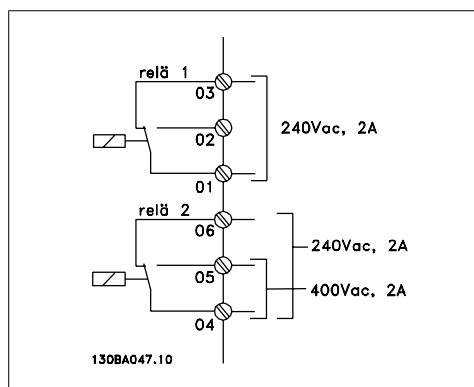 relä 1
03
02
240Vac, 2A
01
relä 2
06
240Vac, 2A
05
400Vac, 2A
04
130BA047.10